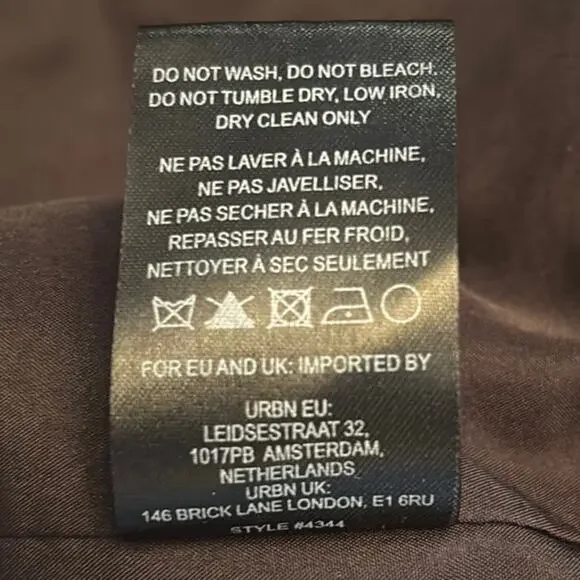 DO NOT WASH, DO NOT BLEACH.
DO NOT TUMBLE DRY, LOW IRON,
DRY CLEAN ONLY
NE PAS LAVER À LA MACHINE,
NE PAS JAVELLISER,
NE PAS SECHER À LA MACHINE,
REPASSER AU FER FROID,
NETTOYER À SEC SEULEMENT
FOR EU AND UK: IMPORTED BY
URBN EU:
LEIDSESTRAAT 32,
1017PB AMSTERDAM,
NETHERLANDS
URBN UK:
146 BRICK LANE LONDON, E1 6RU
STYLE #4344